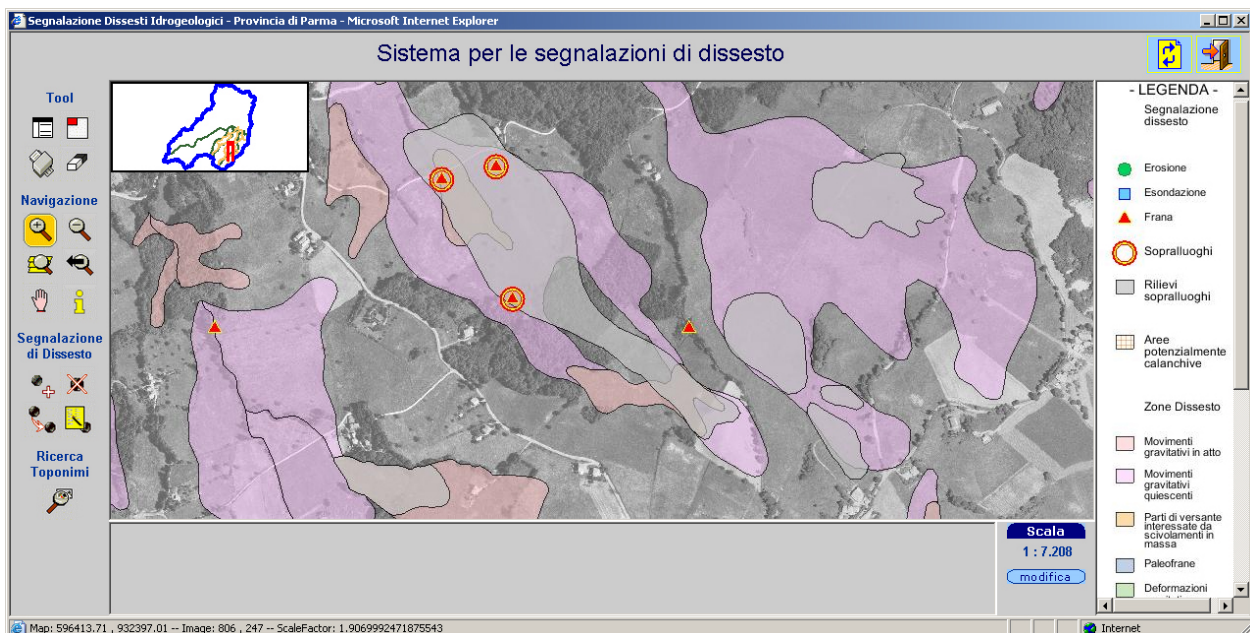 Segnalazione Dissesti Idrogeologici - Provincia di Parma - Microsoft Internet Explorer
Sistema per le segnalazioni di dissesto
Tool
Navigazione
Segnalazione
di Dissesto
Ricerca
Toponimi
- LEGENDA -
Segnalazione
dissesto
Erosione
Esondazione
Frana
Sopralluoghi
Rilievi
sopralluoghi
Aree
potenzialmente
calanchive
Zone Dissesto
Movimenti
gravitativi in atto
Movimenti
gravitativi
quiescenti
Parti di versante
interessate da
scivolamenti in
massa
Paleofrane
Deformazioni
Scala
1 : 7.208
modifica
Map: 596413.71 , 932397.01 -- Image: 806 , 247 -- ScaleFactor: 1.9069992471875543
Internet